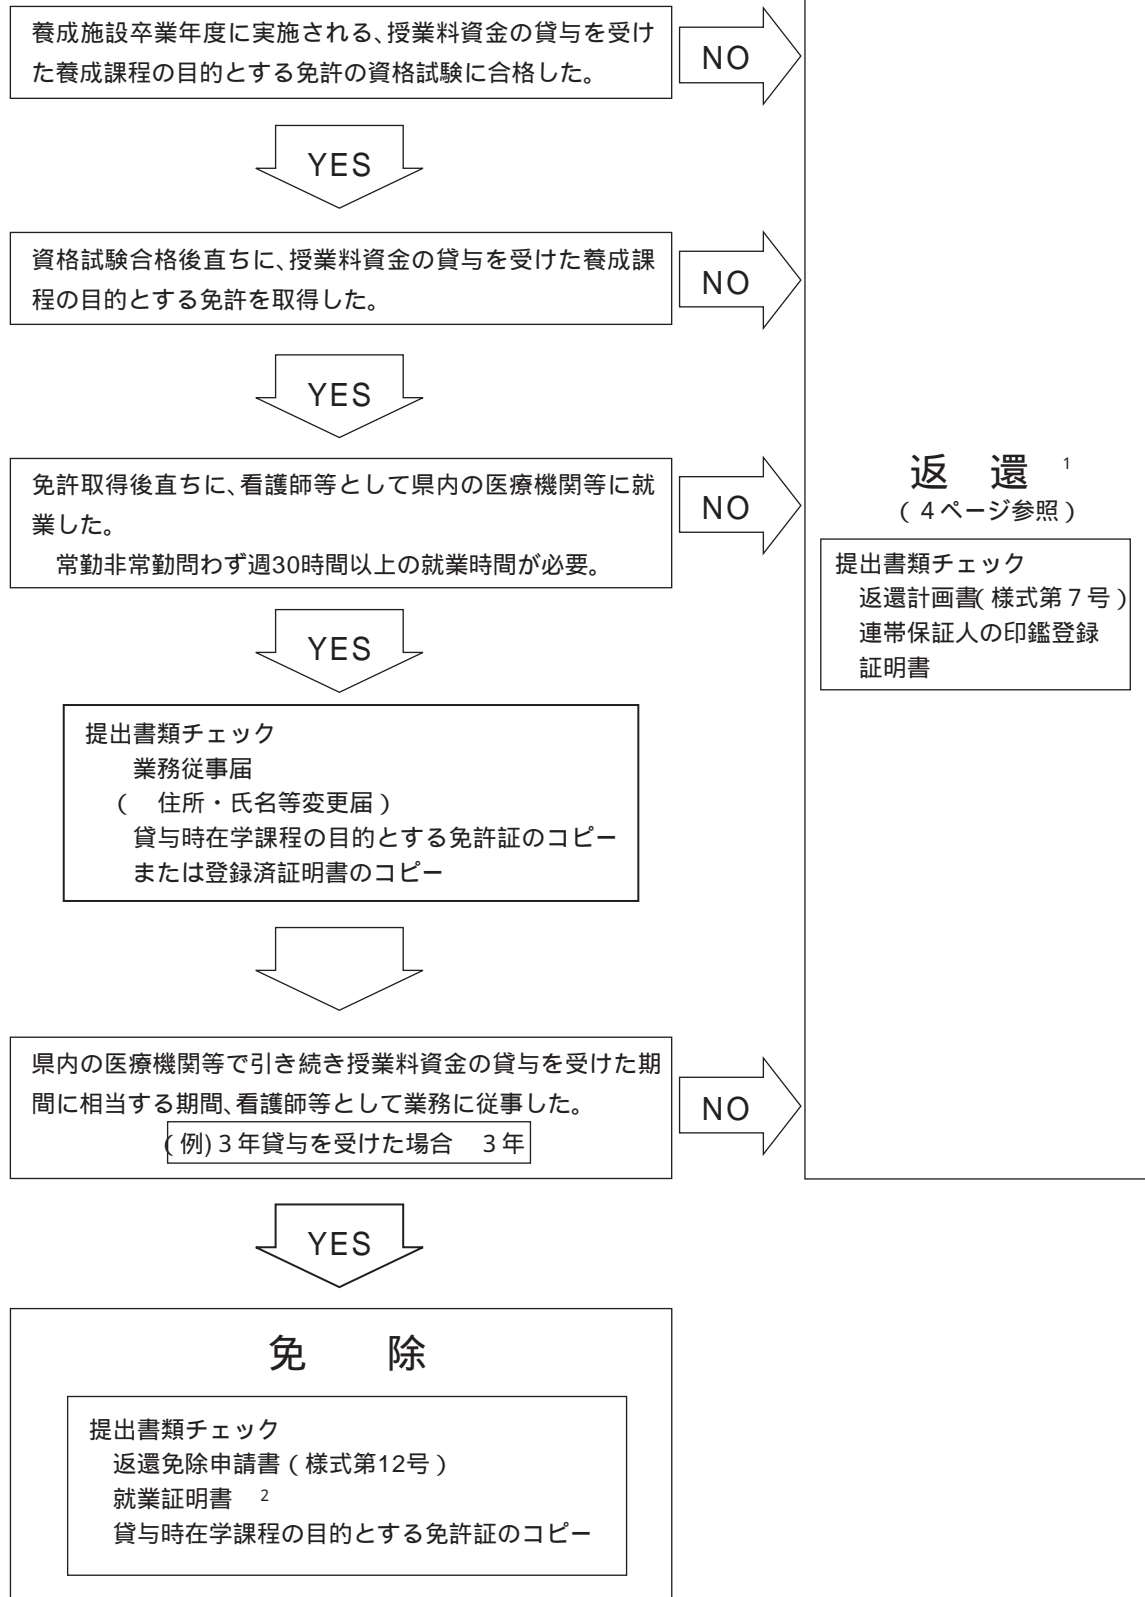 養成施設卒業年度に実施される、授業料資金の貸与を受け
た養成課程の目的とする免許の資格試験に合格した。
NO
YES
資格試験合格後直ちに、授業料資金の貸与を受けた養成課
程の目的とする免許を取得した。
NO
YES
免許取得後直ちに、看護師等として県内の医療機関等に就
業した。
常勤非常勤問わず週30時間以上の就業時間が必要。
NO
YES
提出書類チェック
業務従事届
( 住所・氏名等変更届)
貸与時在学課程の目的とする免許証のコピー
または登録済証明書のコピー
県内の医療機関等で引き続き授業料資金の貸与を受けた期
間に相当する期間、看護師等として業務に従事した。
(例)3年貸与を受けた場合 3年
NO
YES
免 除
提出書類チェック
返還免除申請書(様式第12号)
就業証明書 2
貸与時在学課程の目的とする免許証のコピー
返 還 1
(4ページ参照)
提出書類チェック
返還計画書(様式第7号)
連帯保証人の印鑑登録
証明書